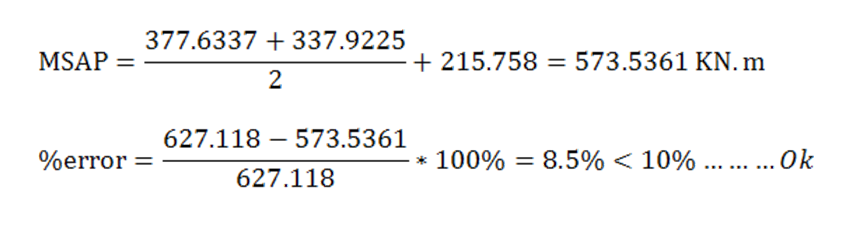 MSAP = (377.6337 + 337.9225)/2 + 215.758 = 573.5361 KN.m
%error = (627.118 − 573.5361)/627.118 * 100% = 8.5% < 10% ... ... ... Ok